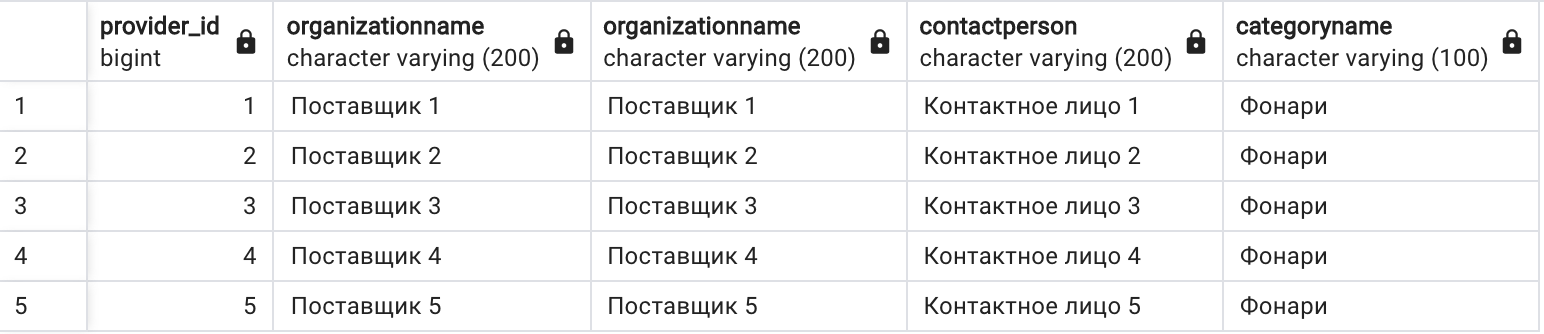 provider_id organizationname organizationname contactperson categoryname
bigint character varying (200) character varying (200) character varying (200) character varying (100)
1 1 Поставщик 1 Поставщик 1 Контактное лицо 1 Фонари
2 2 Поставщик 2 Поставщик 2 Контактное лицо 2 Фонари
3 3 Поставщик 3 Поставщик 3 Контактное лицо 3 Фонари
4 4 Поставщик 4 Поставщик 4 Контактное лицо 4 Фонари
5 5 Поставщик 5 Поставщик 5 Контактное лицо 5 Фонари